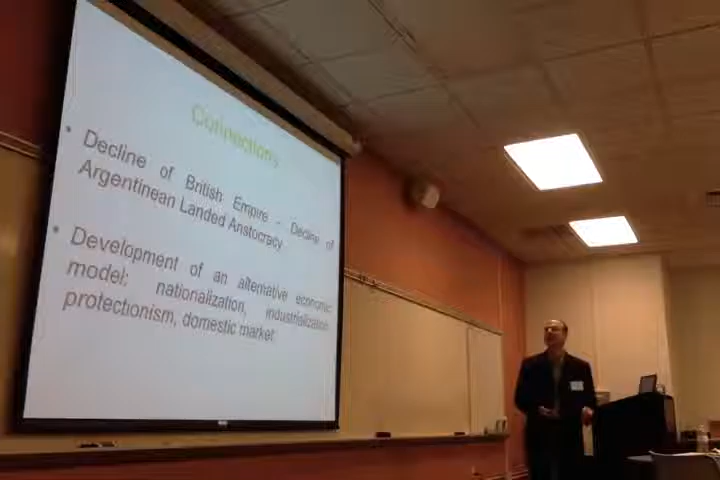 Connections
• Decline of British Empire - Decline of
Argentinean Landed Aristocracy
• Development of an alternative economic
model: nationalization, industrialization,
protectionism, domestic market